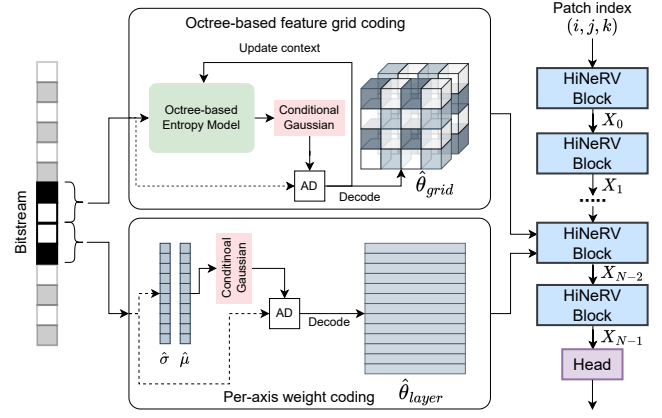 Octree-based feature grid coding
Update context
Octree-based
Entropy Model
Conditional
Gaussian
AD
Decode
θ̂_grid
Bitstream
Conditinoal
Gaussian
AD
Decode
σ̂
μ̂
θ̂_layer
Per-axis weight coding
Patch index
(i, j, k)
HiNeRV
Block
X_0
HiNeRV
Block
X_1
HiNeRV
Block
X_{N-2}
HiNeRV
Block
X_{N-1}
Head